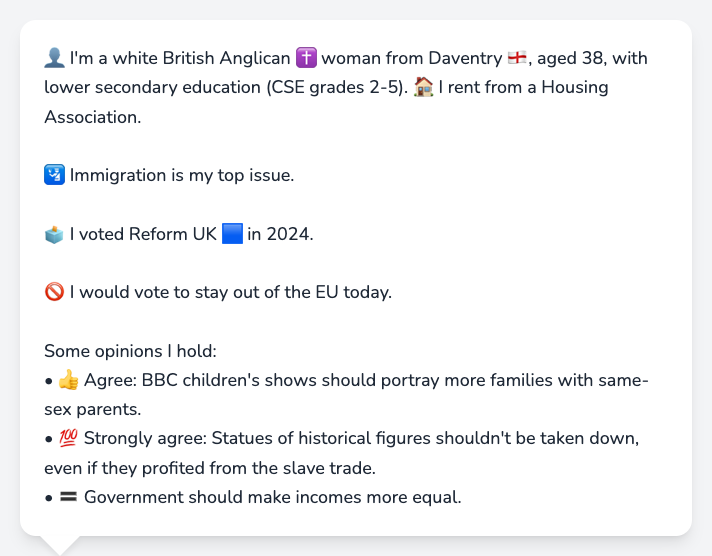 👤 I'm a white British Anglican ✝️ woman from Daventry 🏴󠁧󠁢󠁥󠁮󠁧󠁿, aged 38, with
lower secondary education (CSE grades 2-5). 🏠 I rent from a Housing
Association.
🛂 Immigration is my top issue.
🗳️ I voted Reform UK 🟦 in 2024.
🚫 I would vote to stay out of the EU today.
Some opinions I hold:
• 👍 Agree: BBC children's shows should portray more families with same-
sex parents.
• 💯 Strongly agree: Statues of historical figures shouldn't be taken down,
even if they profited from the slave trade.
• 🟰 Government should make incomes more equal.